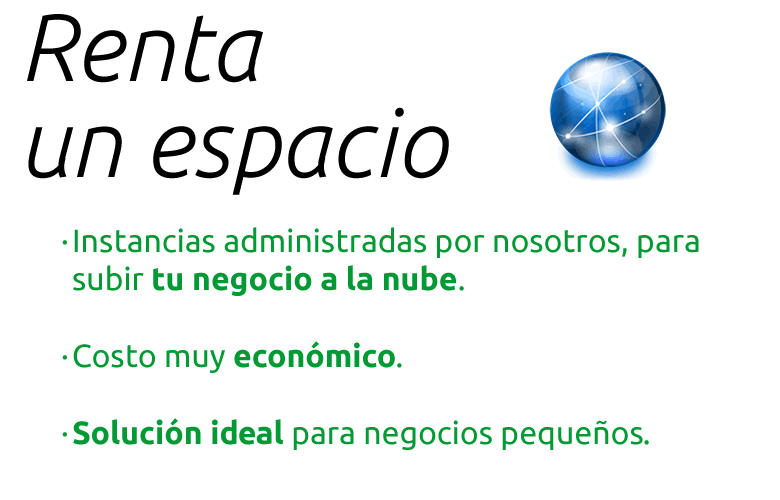 Renta
un espacio
·Instancias administradas por nosotros, para
subir tu negocio a la nube.
·Costo muy económico.
·Solución ideal para negocios pequeños.